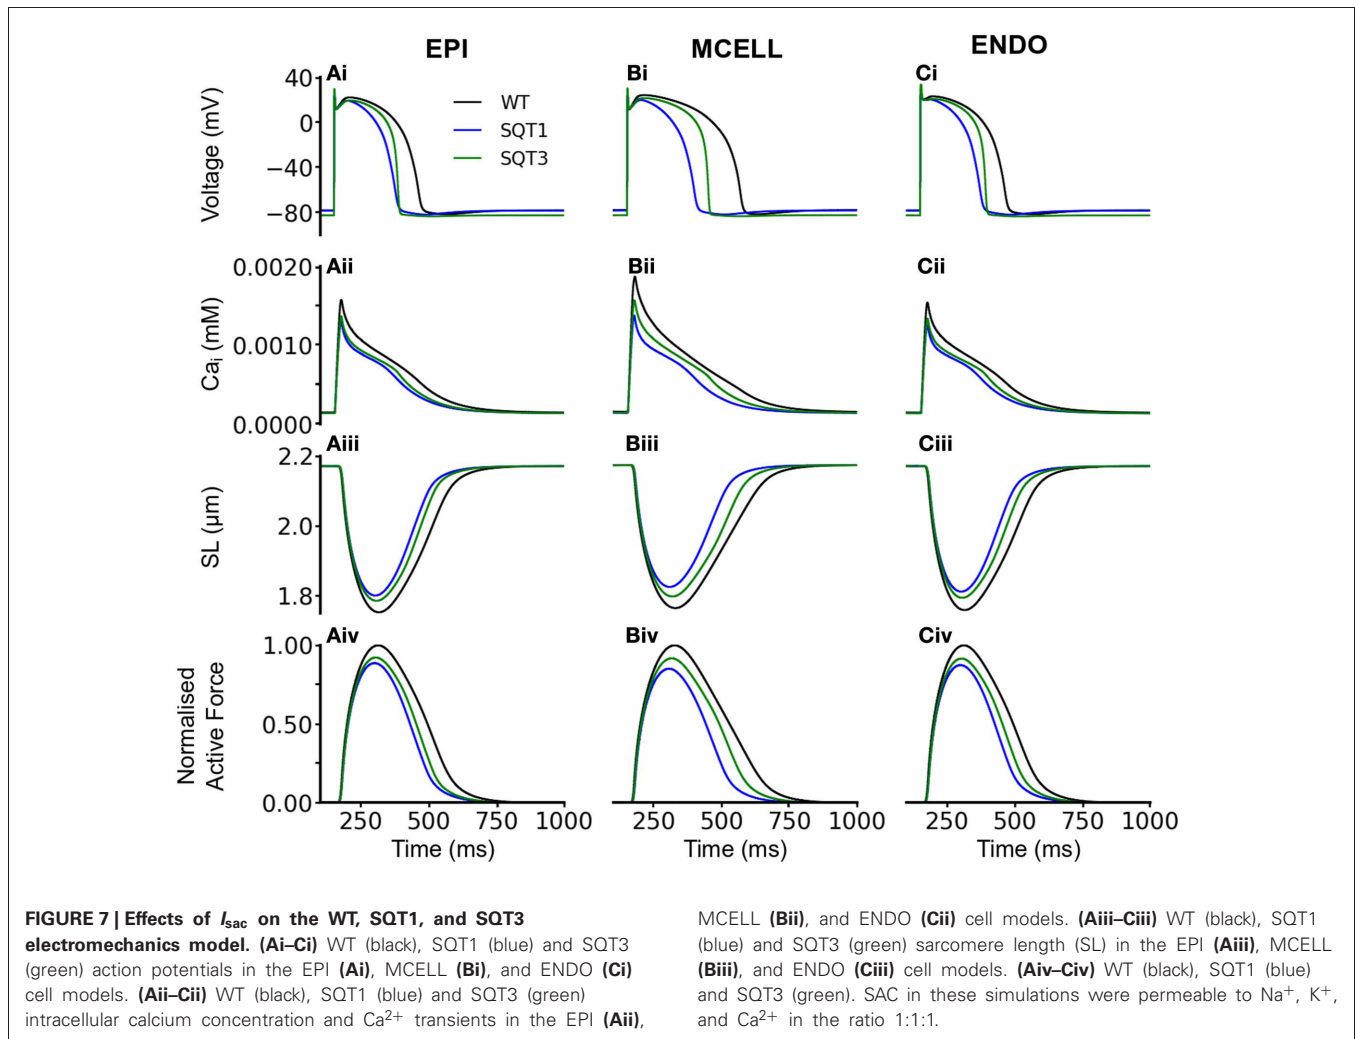 EPI
MCELL
ENDO
Ai
Bi
Ci
WT
SQT1
SQT3
Voltage (mV)
40
0
−40
−80
Aii
Bii
Cii
Cai (mM)
0.0020
0.0010
0.0000
Aiii
Biii
Ciii
SL (μm)
2.2
2.0
1.8
Aiv
Biv
Civ
Normalised
Active Force
1.00
0.50
0.00
250 500 750 1000
250 500 750 1000
250 500 750 1000
Time (ms)
Time (ms)
Time (ms)
FIGURE 7 | Effects of Isac on the WT, SQT1, and SQT3
electromechanics model. (Ai–Ci) WT (black), SQT1 (blue) and SQT3
(green) action potentials in the EPI (Ai), MCELL (Bi), and ENDO (Ci)
cell models. (Aii–Cii) WT (black), SQT1 (blue) and SQT3 (green)
intracellular calcium concentration and Ca2+ transients in the EPI (Aii),
MCELL (Bii), and ENDO (Cii) cell models. (Aiii–Ciii) WT (black), SQT1
(blue) and SQT3 (green) sarcomere length (SL) in the EPI (Aiii), MCELL
(Biii), and ENDO (Ciii) cell models. (Aiv–Civ) WT (black), SQT1 (blue)
and SQT3 (green). SAC in these simulations were permeable to Na+, K+,
and Ca2+ in the ratio 1:1:1.